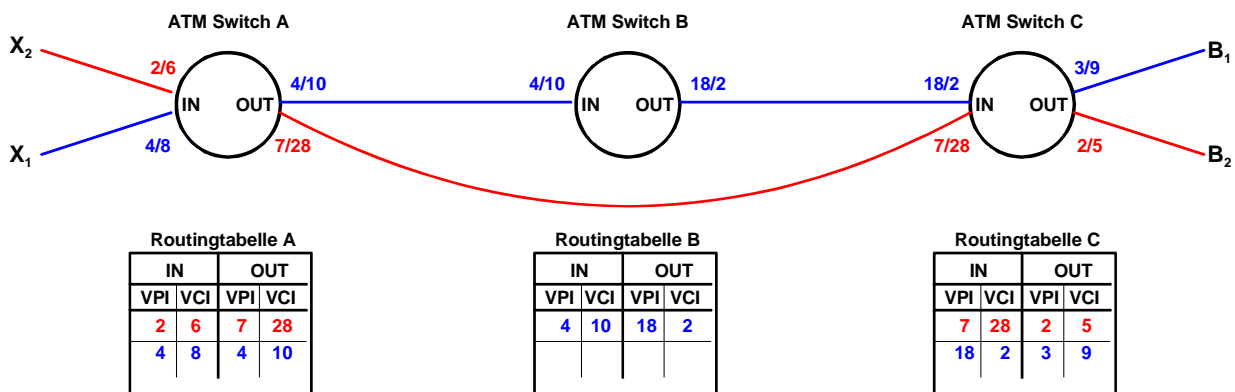 ATM Switch A ATM Switch B ATM Switch C
X2 B1
2/6 4/10 4/10 18/2 18/2 3/9
IN OUT IN OUT IN OUT
4/8 7/28 7/28 2/5
X1 B2
Routingtabelle A Routingtabelle B Routingtabelle C
IN OUT IN OUT IN OUT
VPI VCI VPI VCI VPI VCI VPI VCI VPI VCI VPI VCI
2 6 7 28 4 10 18 2 7 28 2 5
4 8 4 10 18 2 3 9